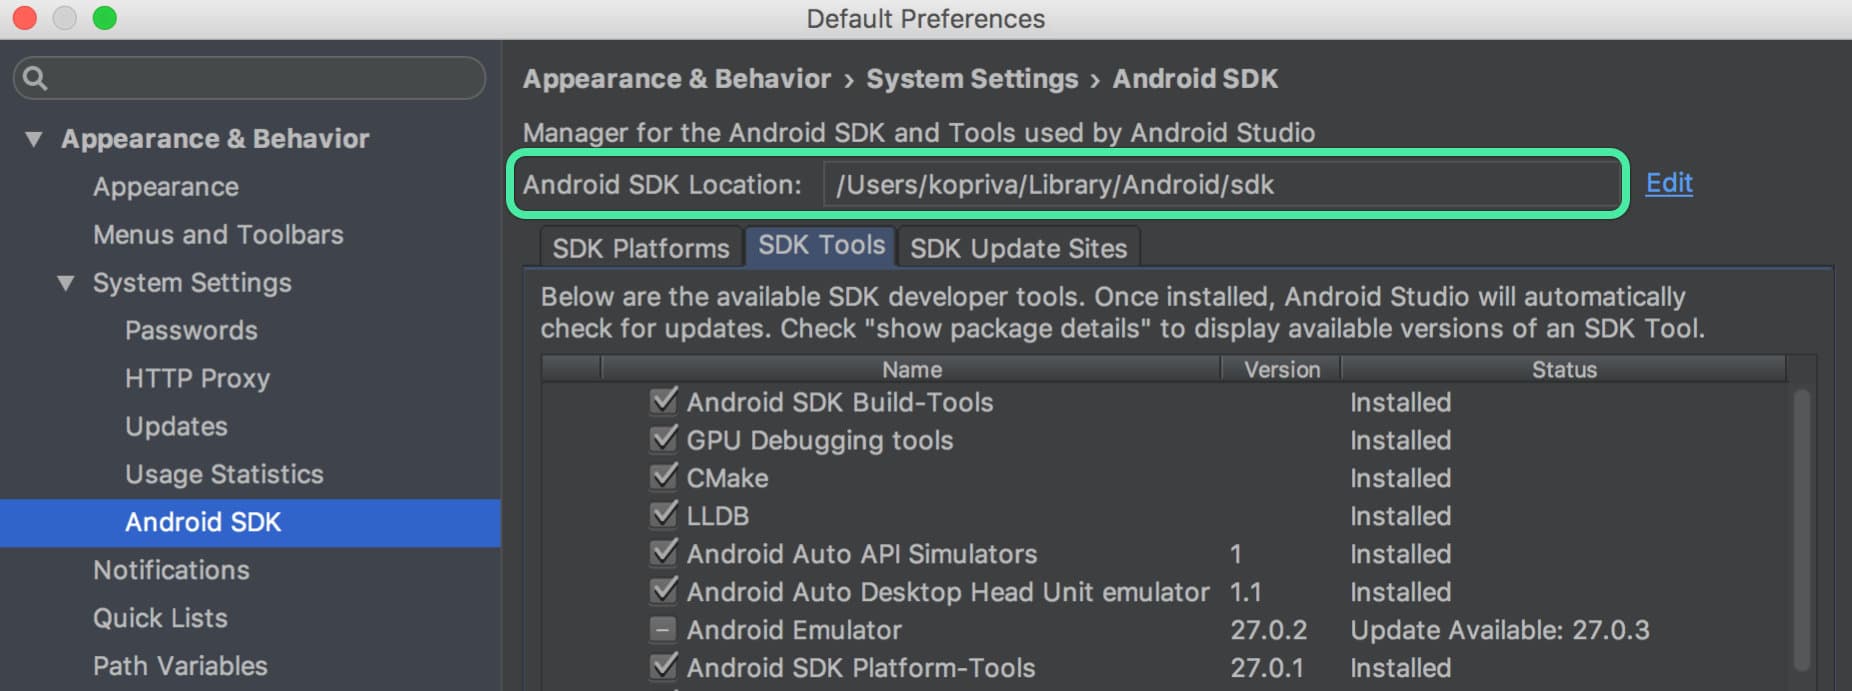 Default Preferences
Appearance & Behavior
Appearance
Menus and Toolbars
System Settings
Passwords
HTTP Proxy
Updates
Usage Statistics
Android SDK
Notifications
Quick Lists
Path Variables
Appearance & Behavior › System Settings › Android SDK
Manager for the Android SDK and Tools used by Android Studio
Android SDK Location: /Users/kopriva/Library/Android/sdk Edit
SDK Platforms SDK Tools SDK Update Sites
Below are the available SDK developer tools. Once installed, Android Studio will automatically
check for updates. Check "show package details" to display available versions of an SDK Tool.
Name Version Status
Android SDK Build-Tools Installed
GPU Debugging tools Installed
CMake Installed
LLDB Installed
Android Auto API Simulators 1 Installed
Android Auto Desktop Head Unit emulator 1.1 Installed
Android Emulator 27.0.2 Update Available: 27.0.3
Android SDK Platform-Tools 27.0.1 Installed